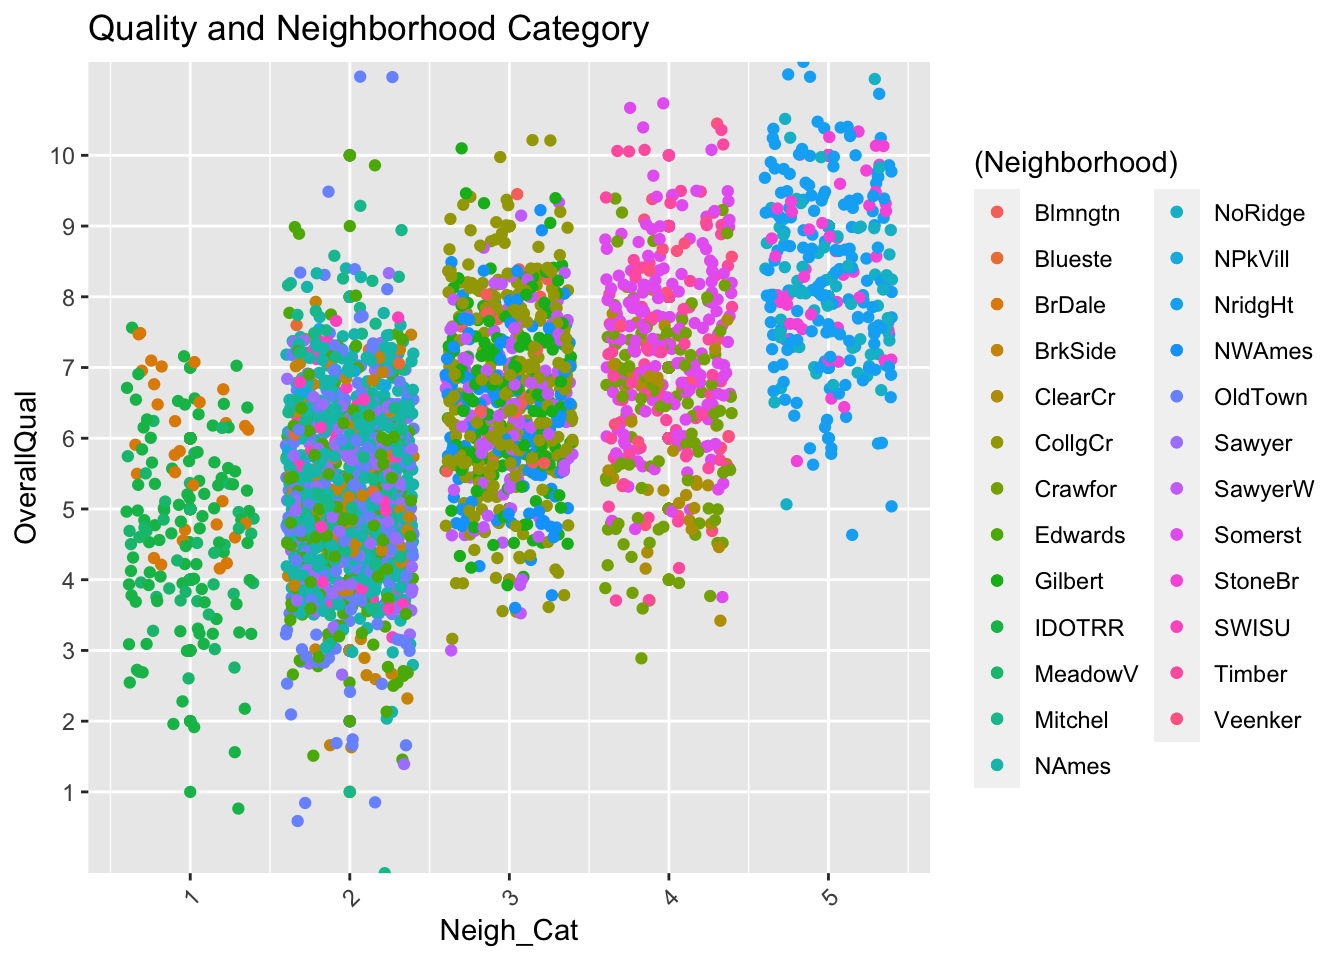 Quality and Neighborhood Category
OverallQual
10
9
8
7
6
5
4
3
2
1
1
2
3
4
5
Neigh_Cat
(Neighborhood)
Blmngtn
Blueste
BrDale
BrkSide
ClearCr
CollgCr
Crawfor
Edwards
Gilbert
IDOTRR
MeadowV
Mitchel
NAmes
NoRidge
NPkVill
NridgHt
NWAmes
OldTown
Sawyer
SawyerW
Somerst
StoneBr
SWISU
Timber
Veenker